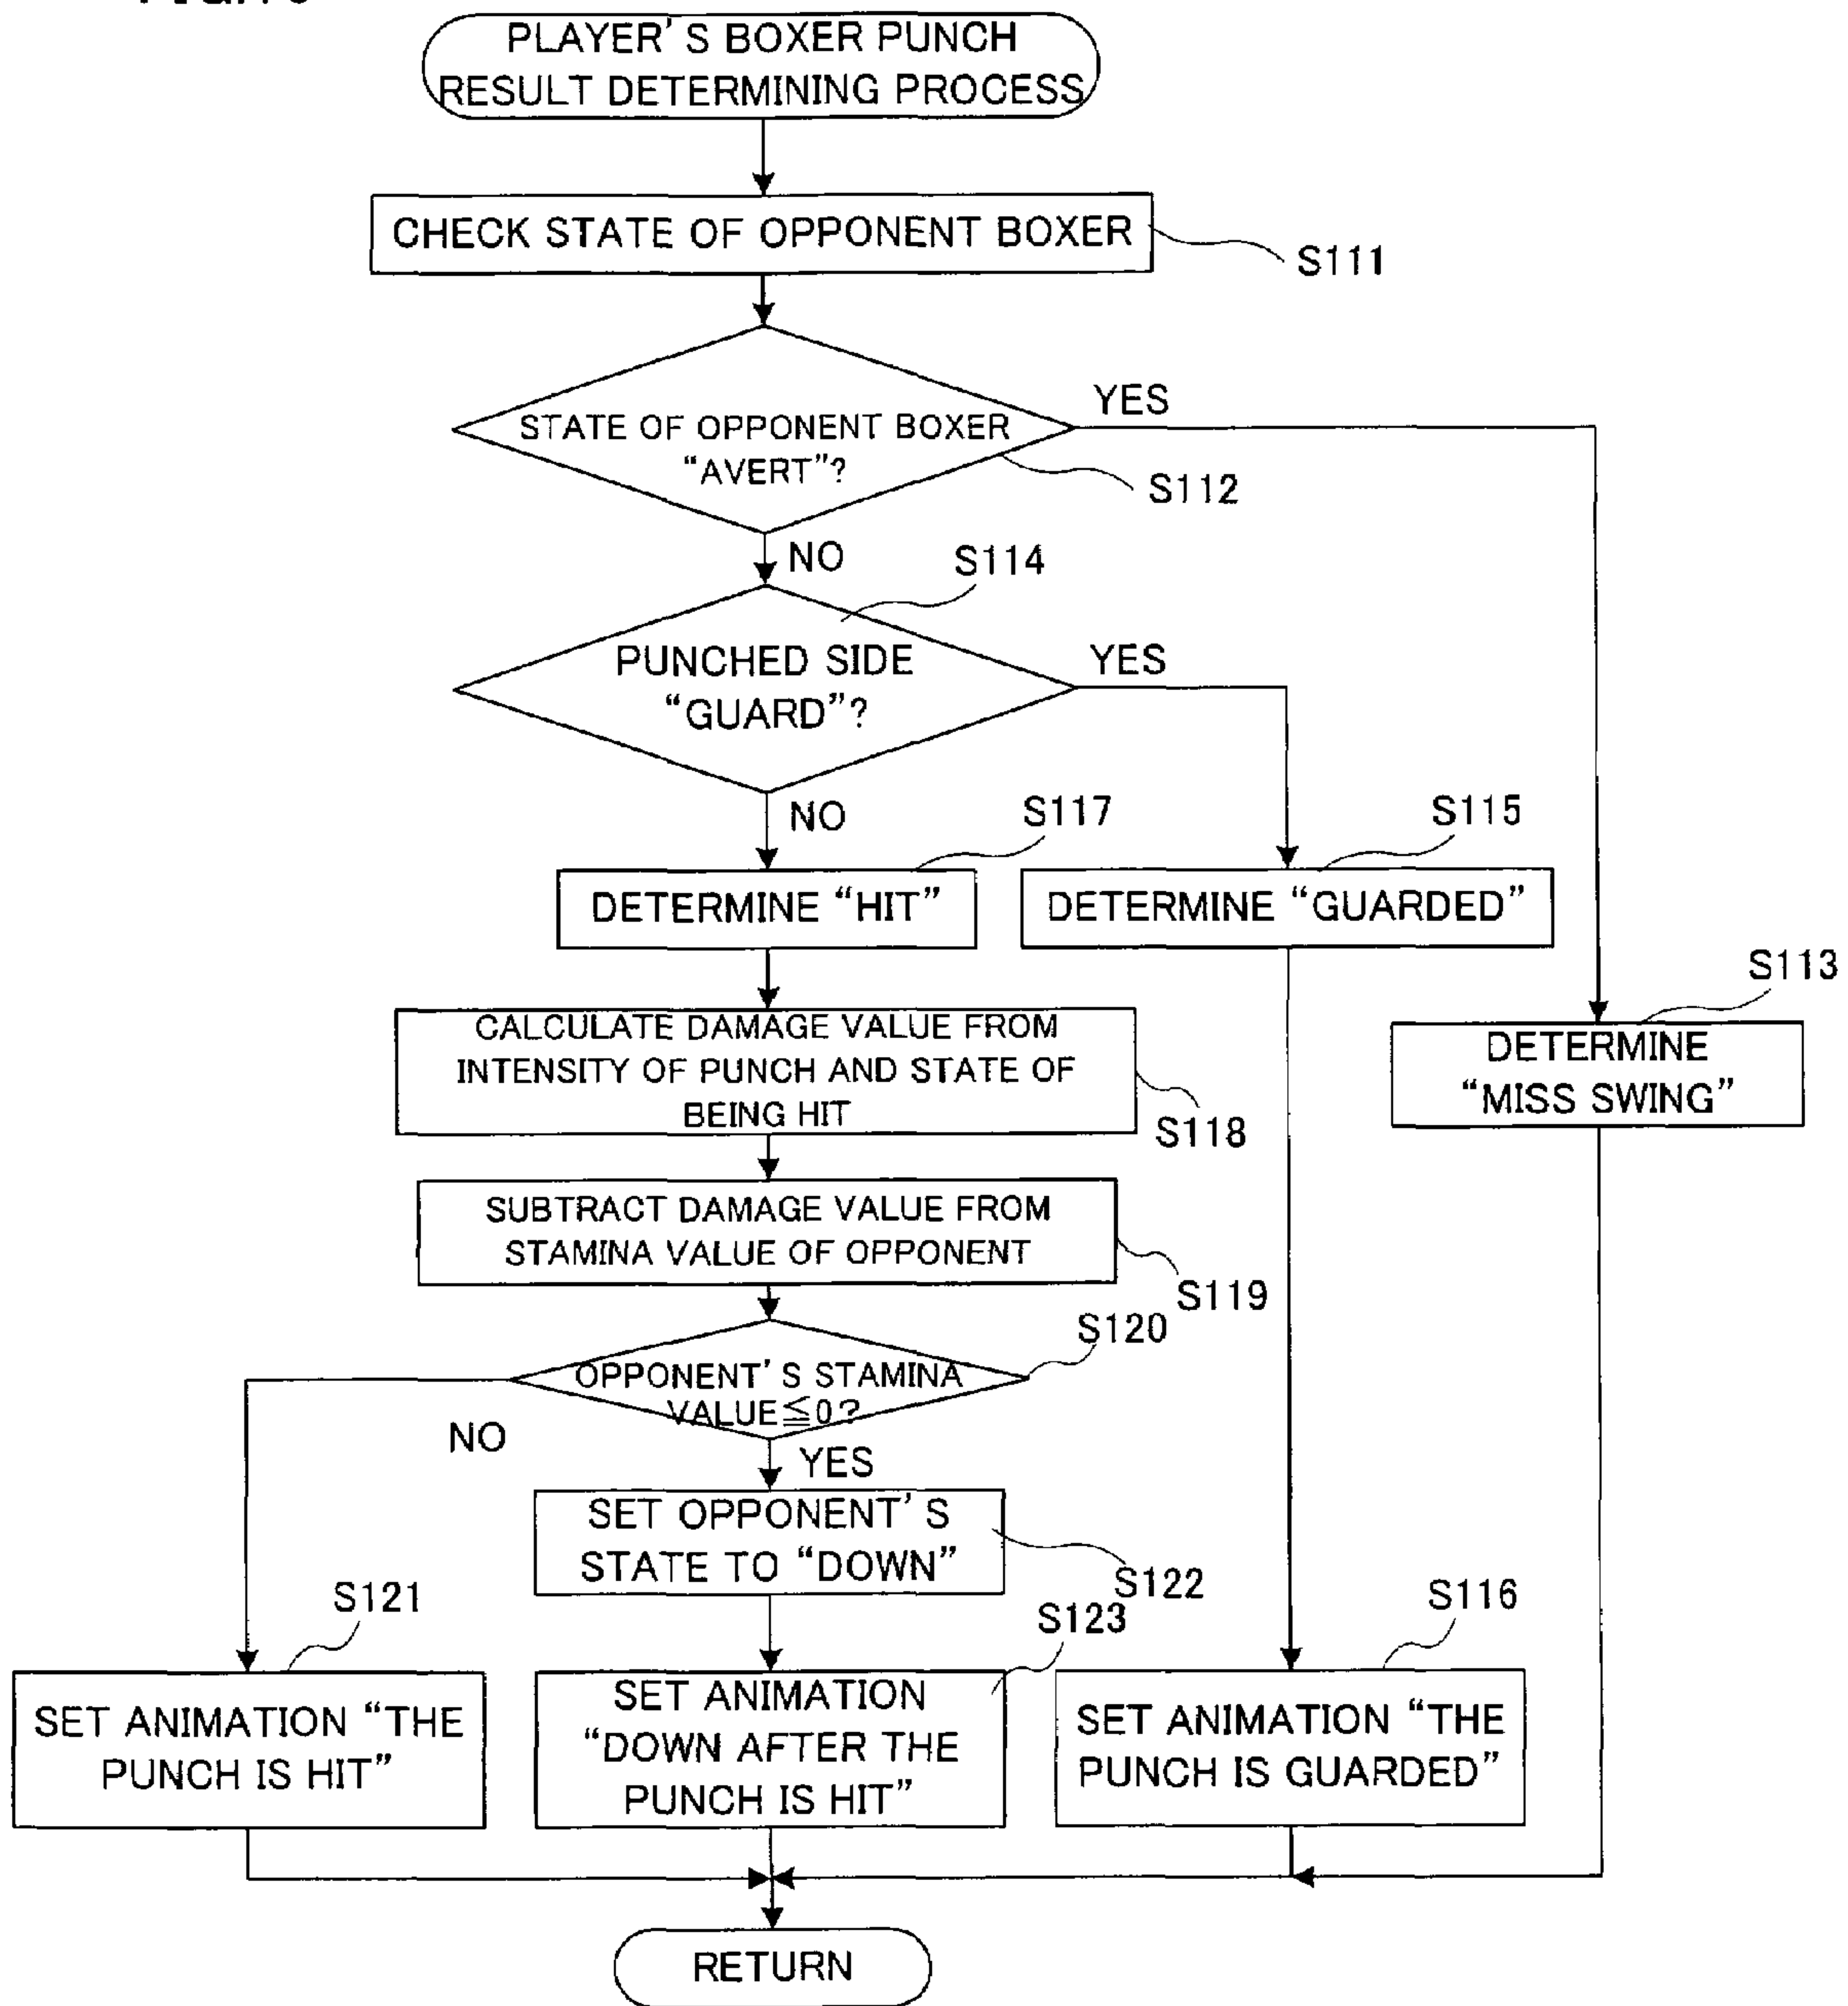 PLAYER'S BOXER PUNCH
RESULT DETERMINING PROCESS
CHECK STATE OF OPPONENT BOXER
S111
STATE OF OPPONENT BOXER
“AVERT”?
YES
S112
NO
S114
PUNCHED SIDE
“GUARD”?
YES
NO
S117
S115
DETERMINE “HIT”
DETERMINE “GUARDED”
S113
DETERMINE
“MISS SWING”
CALCULATE DAMAGE VALUE FROM
INTENSITY OF PUNCH AND STATE OF
BEING HIT
S118
SUBTRACT DAMAGE VALUE FROM
STAMINA VALUE OF OPPONENT
S119
S120
OPPONENT'S STAMINA
VALUE≦0?
NO
YES
SET OPPONENT'S
STATE TO “DOWN”
S122
S121
S123
S116
SET ANIMATION “THE
PUNCH IS HIT”
SET ANIMATION
“DOWN AFTER THE
PUNCH IS HIT”
SET ANIMATION “THE
PUNCH IS GUARDED”
RETURN